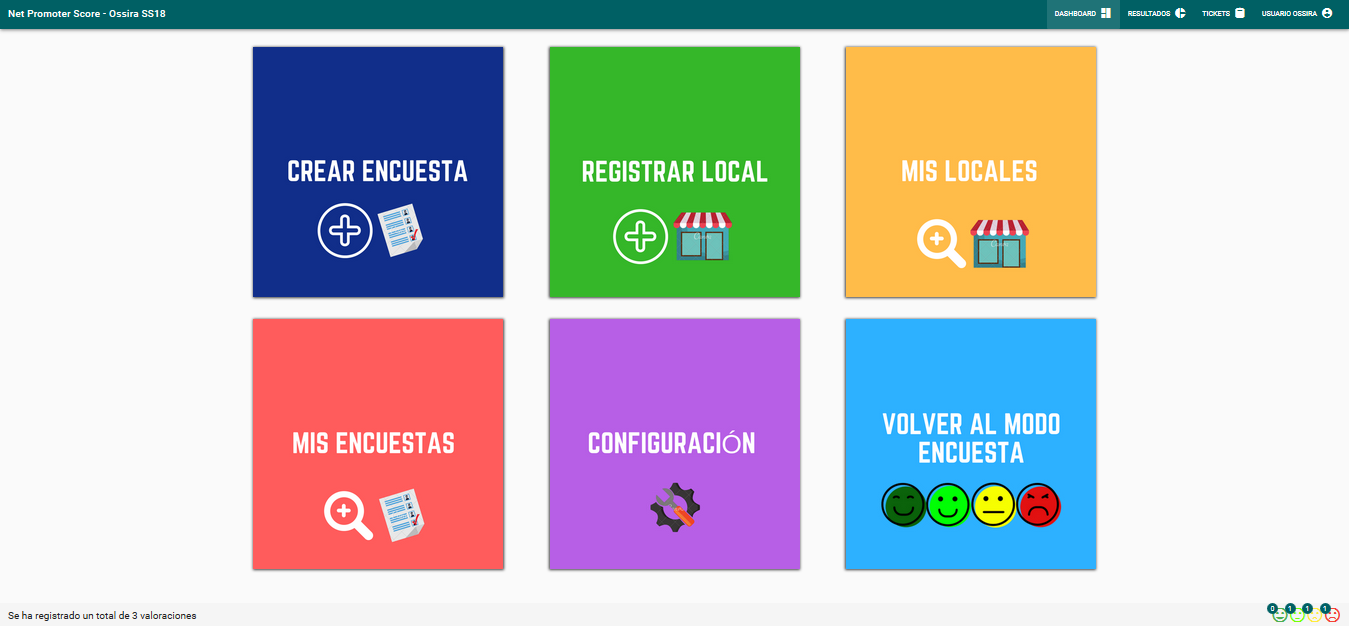 Net Promoter Score - Ossira SS18
DASHBOARD
RESULTADOS
TICKETS
USUARIO OSSIRA
CREAR ENCUESTA
REGISTRAR LOCAL
MIS LOCALES
MIS ENCUESTAS
CONFIGURACIÓN
VOLVER AL MODO
ENCUESTA
Se ha registrado un total de 3 valoraciones
0 1 1 1